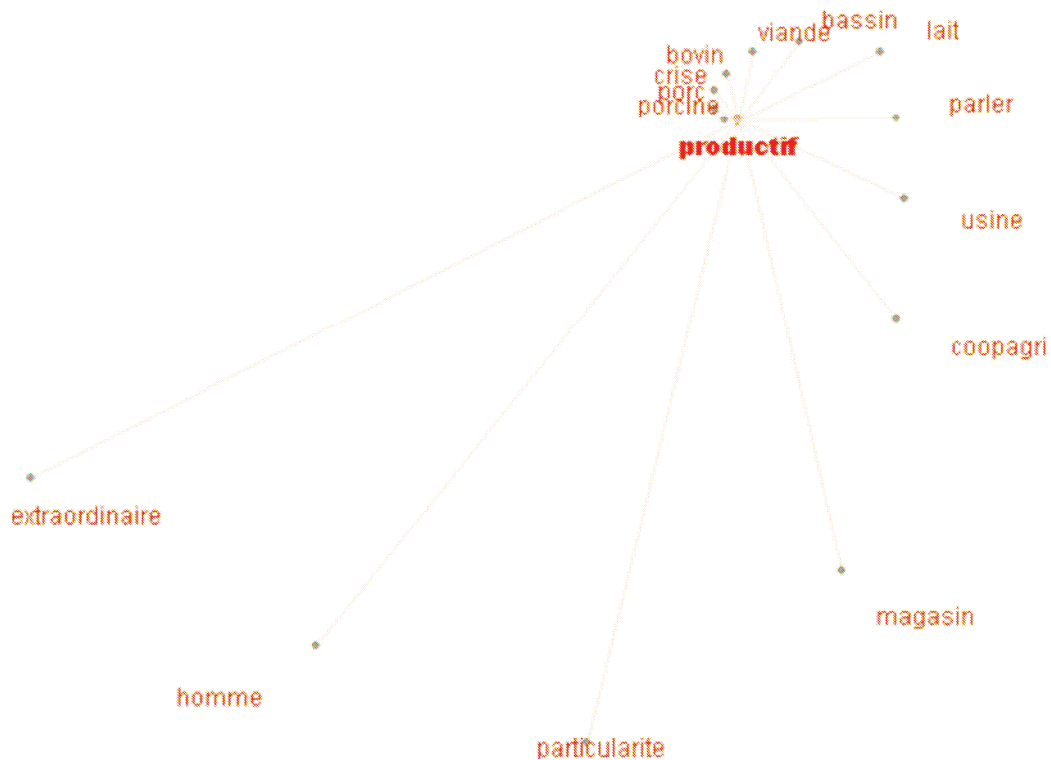 bassin
viande
lait
bovin
crise
porc
porcine
parler
productif
usine
coopagri
extraordinaire
magasin
homme
particularite